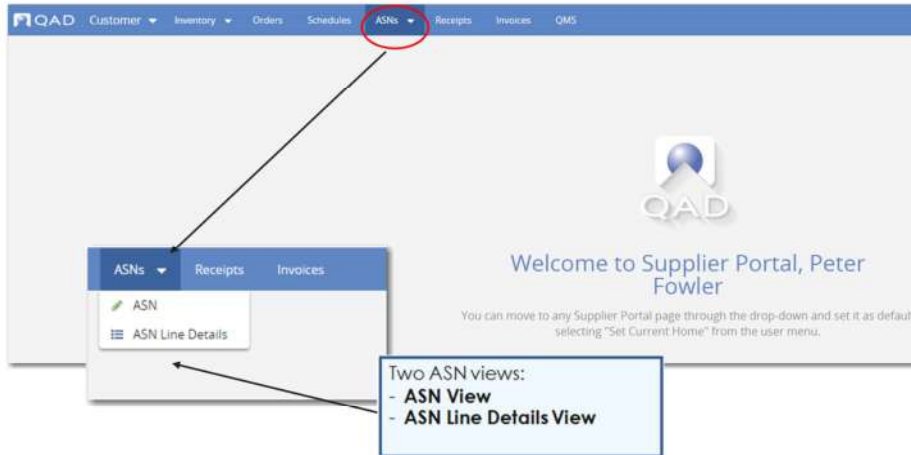 QAD Customer Inventory Orders Schedules ASNs Receipts Invoices QMS
QAD
Welcome to Supplier Portal, Peter
Fowler
You can move to any Supplier Portal page through the drop-down and set it as defaul
selecting "Set Current Home" from the user menu.
ASNs Receipts Invoices
ASN
ASN Line Details
Two ASN views:
- ASN View
- ASN Line Details View